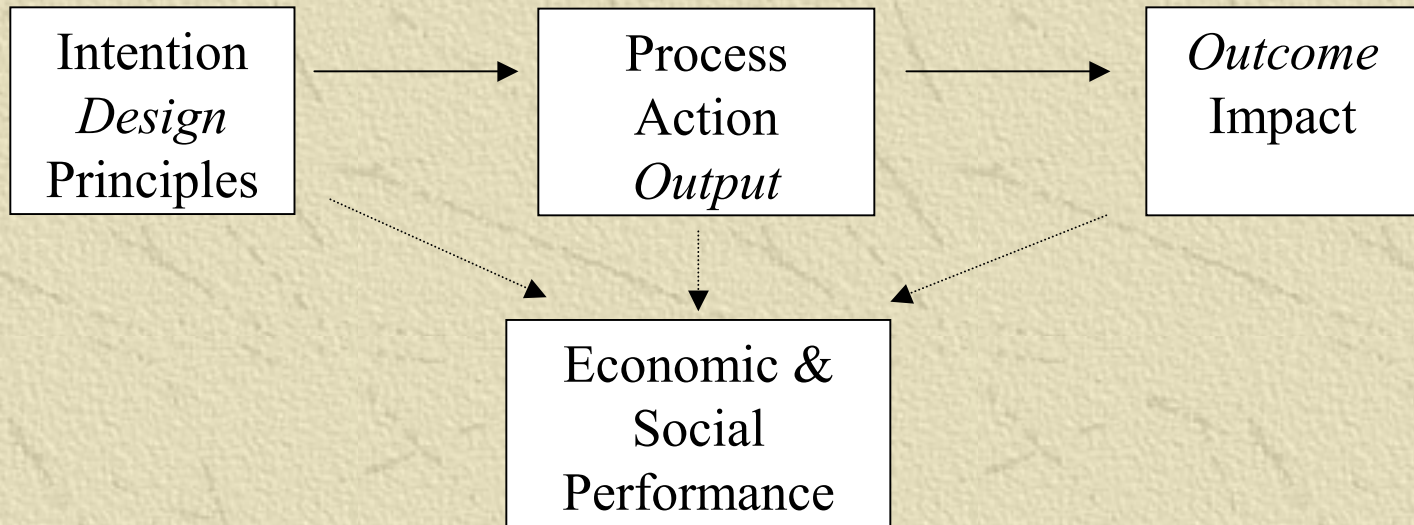 Intention
Design
Principles
Process
Action
Output
Outcome
Impact
Economic &
Social
Performance